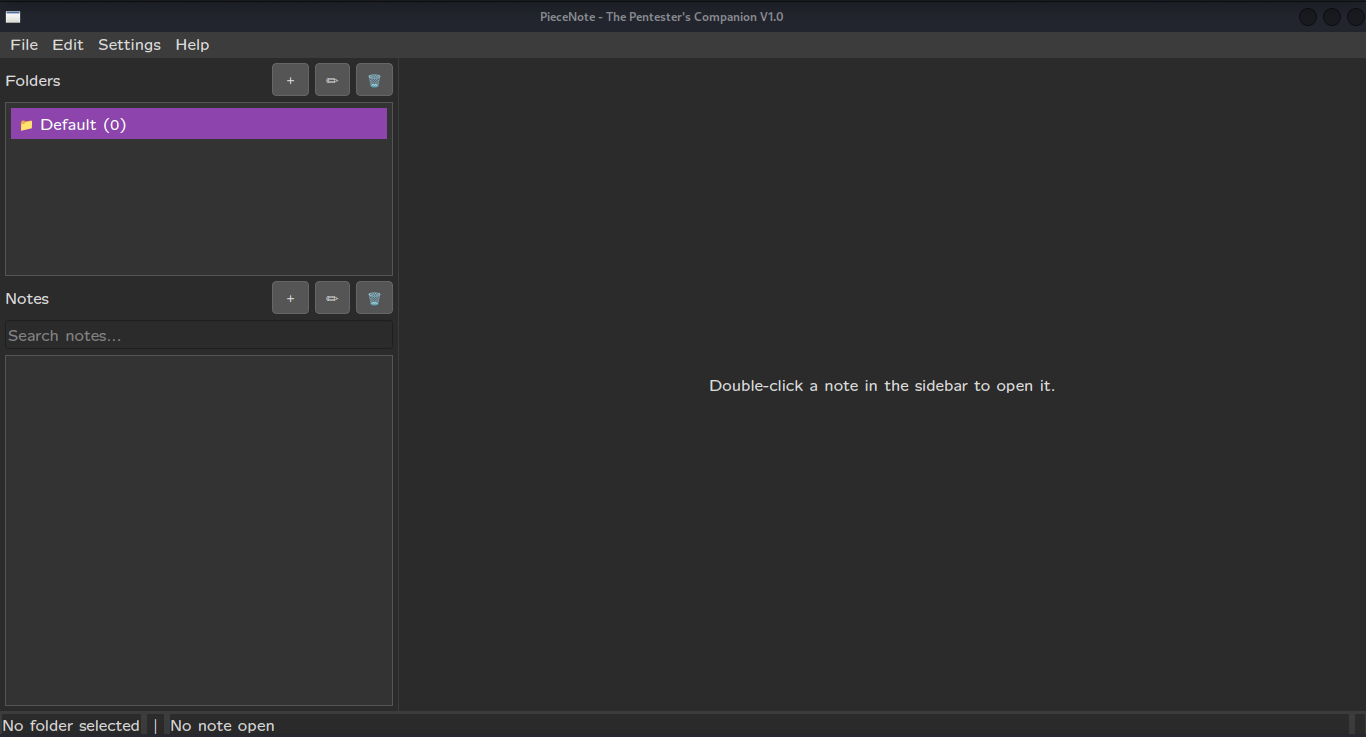 PieceNote - The Pentester's Companion V1.0
File Edit Settings Help
Folders +
Default (0)
Notes +
Search notes...
Double-click a note in the sidebar to open it.
No folder selected | No note open